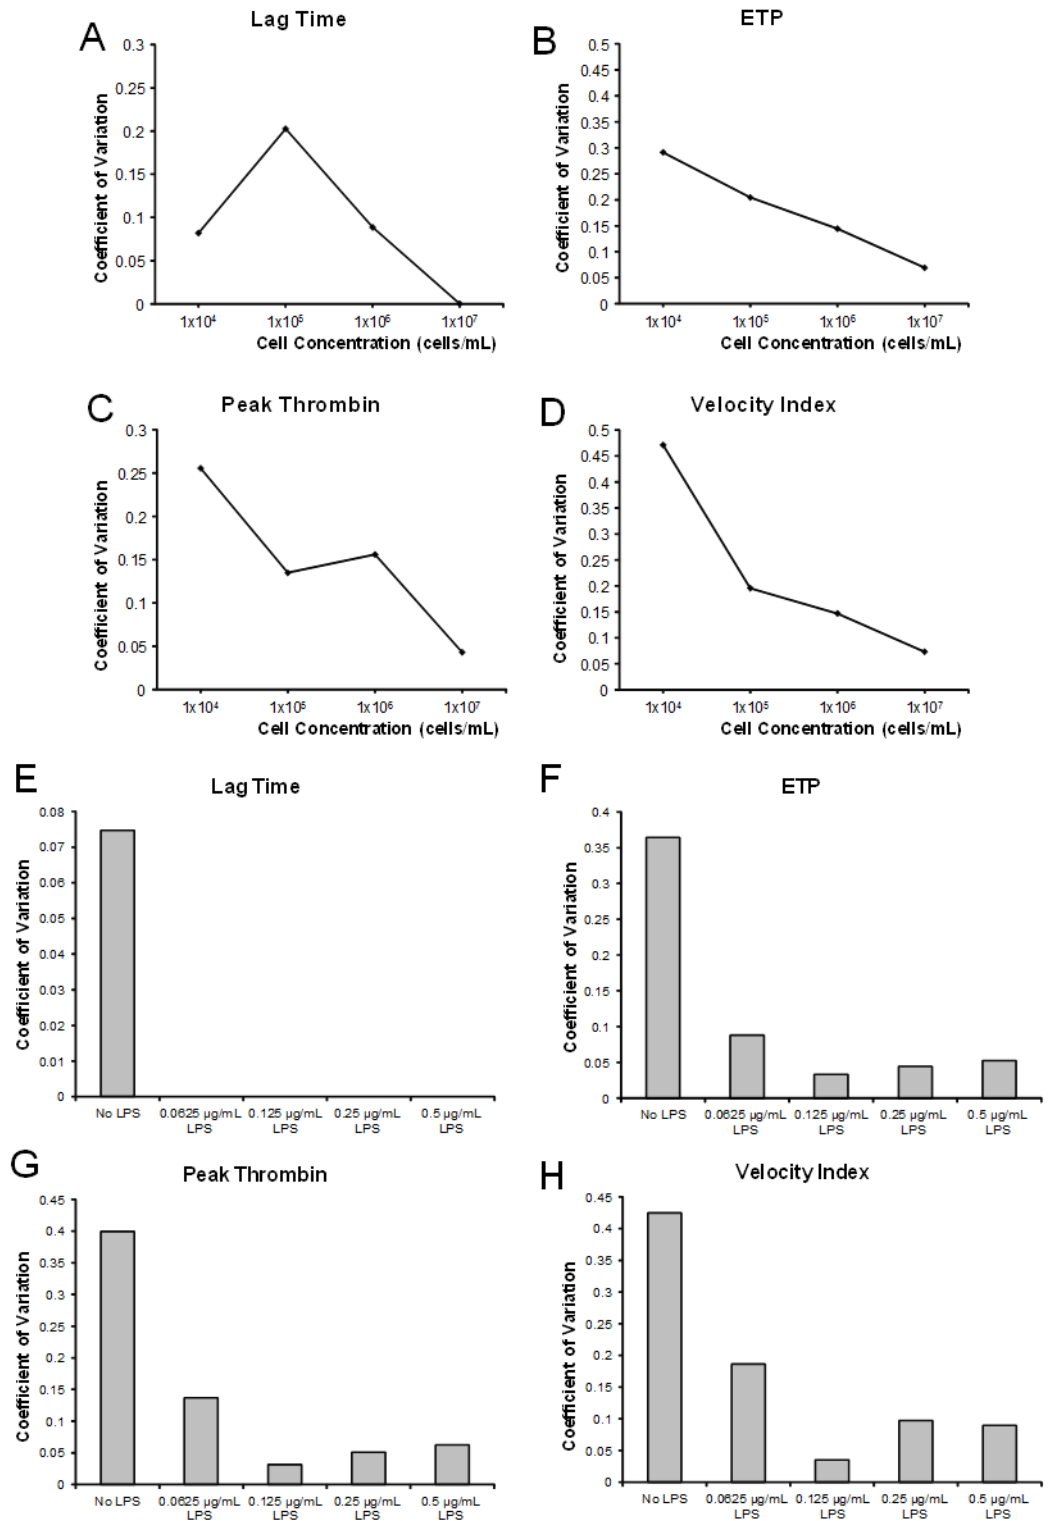 A
Lag Time
0.3
0.25
0.2
0.15
0.1
0.05
0
Coefficient of Variation
1x10⁴ 1x10⁵ 1x10⁶ 1x10⁷
Cell Concentration (cells/mL)
B
ETP
0.5
0.45
0.4
0.35
0.3
0.25
0.2
0.15
0.1
0.05
0
Coefficient of Variation
1x10⁴ 1x10⁵ 1x10⁶ 1x10⁷
Cell Concentration (cells/mL)
C
Peak Thrombin
0.3
0.25
0.2
0.15
0.1
0.05
0
Coefficient of Variation
1x10⁴ 1x10⁵ 1x10⁶ 1x10⁷
Cell Concentration (cells/mL)
D
Velocity Index
0.5
0.45
0.4
0.35
0.3
0.25
0.2
0.15
0.1
0.05
0
Coefficient of Variation
1x10⁴ 1x10⁵ 1x10⁶ 1x10⁷
Cell Concentration (cells/mL)
E
Lag Time
0.08
0.07
0.06
0.05
0.04
0.03
0.02
0.01
0
Coefficient of Variation
No LPS 0.0625 µg/mL 0.125 µg/mL 0.25 µg/mL 0.5 µg/mL
LPS LPS LPS LPS
F
ETP
0.4
0.35
0.3
0.25
0.2
0.15
0.1
0.05
0
Coefficient of Variation
No LPS 0.0625 µg/mL 0.125 µg/mL 0.25 µg/mL 0.5 µg/mL
LPS LPS LPS LPS
G
Peak Thrombin
0.45
0.4
0.35
0.3
0.25
0.2
0.15
0.1
0.05
0
Coefficient of Variation
No LPS 0.0625 µg/mL 0.125 µg/mL 0.25 µg/mL 0.5 µg/mL
LPS LPS LPS LPS
H
Velocity Index
0.45
0.4
0.35
0.3
0.25
0.2
0.15
0.1
0.05
0
Coefficient of Variation
No LPS 0.0625 µg/mL 0.125 µg/mL 0.25 µg/mL 0.5 µg/mL
LPS LPS LPS LPS